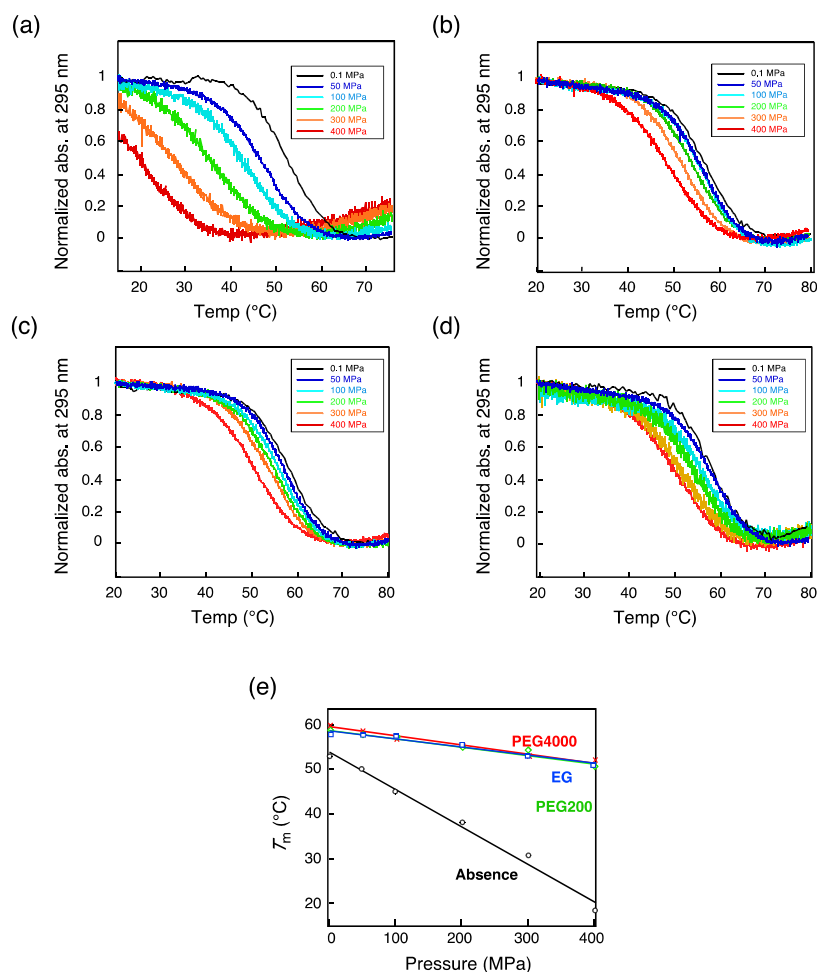 (a)
Normalized abs. at 295 nm
1
0.8
0.6
0.4
0.2
0
20 30 40 50 60 70
Temp (°C)
0.1 MPa
50 MPa
100 MPa
200 MPa
300 MPa
400 MPa
(b)
Normalized abs. at 295 nm
1
0.8
0.6
0.4
0.2
0
20 30 40 50 60 70 80
Temp (°C)
0,1 MPa
50 MPa
100 MPa
200 MPa
300 MPa
400 MPa
(c)
Normalized abs. at 295 nm
1
0.8
0.6
0.4
0.2
0
20 30 40 50 60 70 80
Temp (°C)
0.1 MPa
50 MPa
100 MPa
200 MPa
300 MPa
400 MPa
(d)
Normalized abs. at 295 nm
1
0.8
0.6
0.4
0.2
0
20 30 40 50 60 70 80
Temp (°C)
0.1 MPa
50 MPa
100 MPa
200 MPa
300 MPa
400 MPa
(e)
Tm (°C)
60
50
40
30
20
PEG4000
EG
PEG200
Absence
0 100 200 300 400
Pressure (MPa)